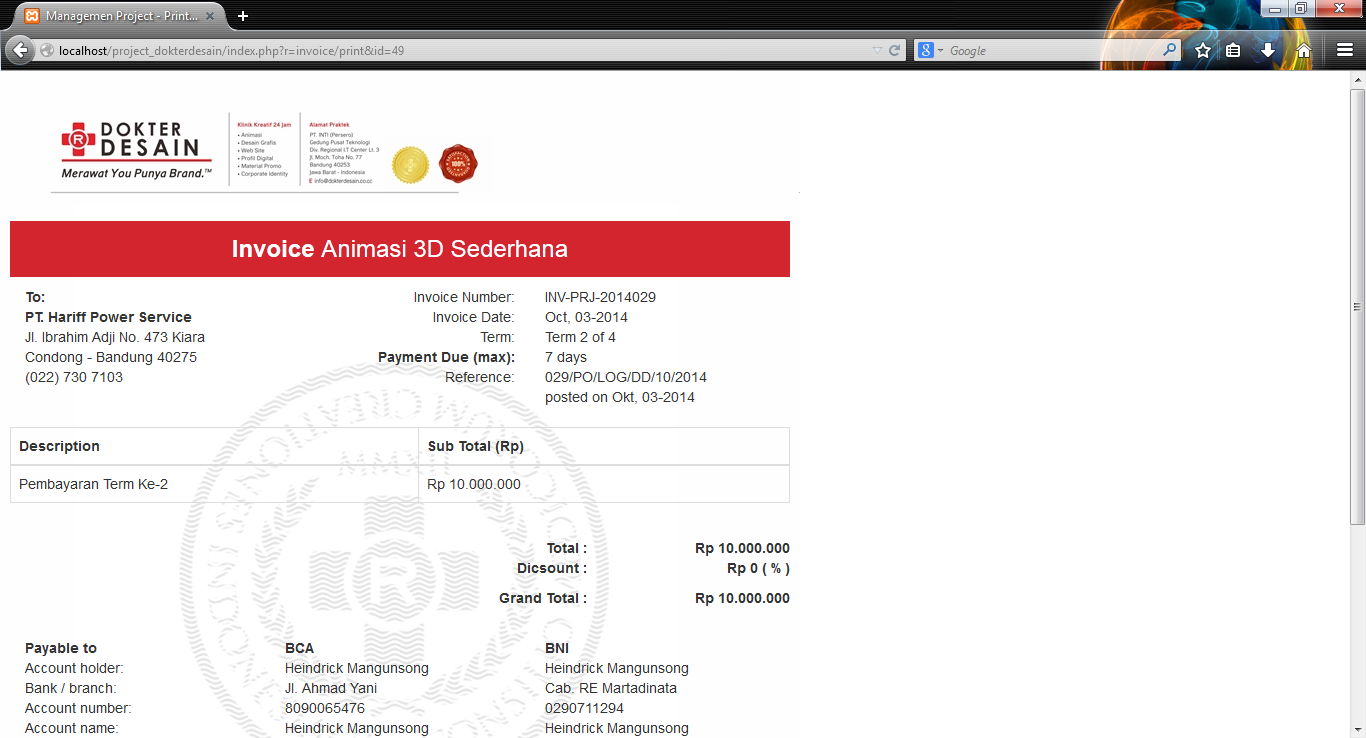 Managemen Project - Print...
localhost/project_dokterdesain/index.php?r=invoice/print&id=49
Google
DOKTER
DESAIN
R
Merawat You Punya Brand.™
Klinik Kreatif 24 Jam
• Animasi
• Desain Grafis
• Web Site
• Profil Digital
• Material Promo
• Corporate Identity
Alamat Praktek
PT. INTI (Persero)
Gedung Pusat Teknologi
Div. Regional I.T Center Lt. 3
Jl. Moch. Toha No. 77
Bandung 40253
Jawa Barat - Indonesia
E info@dokterdesain.co.cc
100%
Invoice Animasi 3D Sederhana
To:
PT. Hariff Power Service
Jl. Ibrahim Adji No. 473 Kiara
Condong - Bandung 40275
(022) 730 7103
Invoice Number: INV-PRJ-2014029
Invoice Date: Oct, 03-2014
Term: Term 2 of 4
Payment Due (max): 7 days
Reference: 029/PO/LOG/DD/10/2014
posted on Okt, 03-2014
Description Sub Total (Rp)
Pembayaran Term Ke-2 Rp 10.000.000
MMXII
R
Total : Rp 10.000.000
Dicsount : Rp 0 ( % )
Grand Total : Rp 10.000.000
Payable to BCA BNI
Account holder: Heindrick Mangunsong Heindrick Mangunsong
Bank / branch: Jl. Ahmad Yani Cab. RE Martadinata
Account number: 8090065476 0290711294
Account name: Heindrick Mangunsong Heindrick Mangunsong